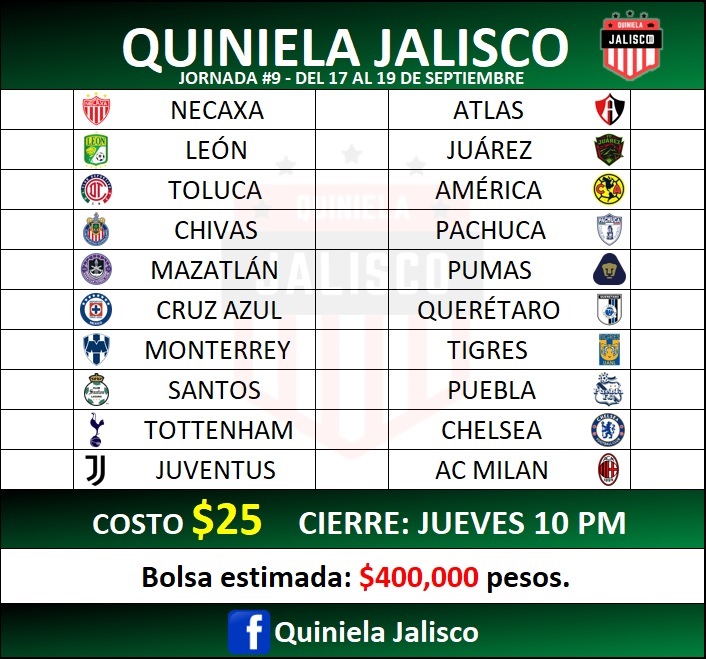 QUINIELA JALISCO
QUINIELA
JALISCO
JORNADA #9 - DEL 17 AL 19 DE SEPTIEMBRE
NECAXA ATLAS
LEÓN JUÁREZ
TOLUCA AMÉRICA
CHIVAS PACHUCA
MAZATLÁN PUMAS
CRUZ AZUL QUERÉTARO
MONTERREY TIGRES
SANTOS PUEBLA
TOTTENHAM CHELSEA
JUVENTUS AC MILAN
QUINIELA
JALISCO
COSTO $25 CIERRE: JUEVES 10 PM
Bolsa estimada: $400,000 pesos.
f Quiniela Jalisco